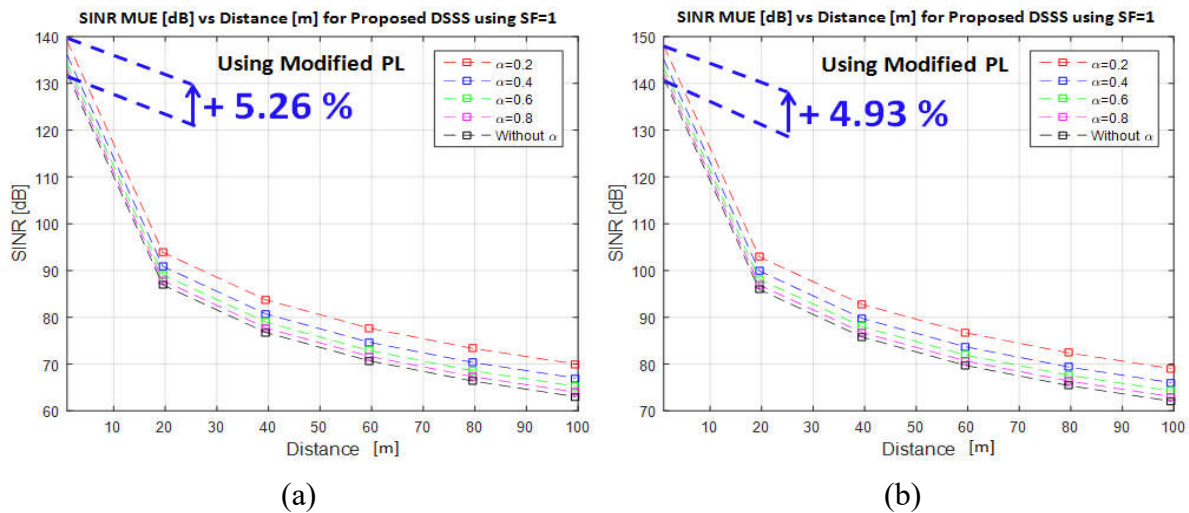 SINR MUE [dB] vs Distance [m] for Proposed DSSS using SF=1
140
130
120
110
100
90
80
70
60
SINR [dB]
Using Modified PL
+ 5.26 %
α=0.2
α=0.4
α=0.6
α=0.8
Without α
10 20 30 40 50 60 70 80 90 100
Distance [m]
(a)
SINR MUE [dB] vs Distance [m] for Proposed DSSS using SF=1
150
140
130
120
110
100
90
80
70
SINR [dB]
Using Modified PL
+ 4.93 %
α=0.2
α=0.4
α=0.6
α=0.8
Without α
10 20 30 40 50 60 70 80 90 100
Distance [m]
(b)